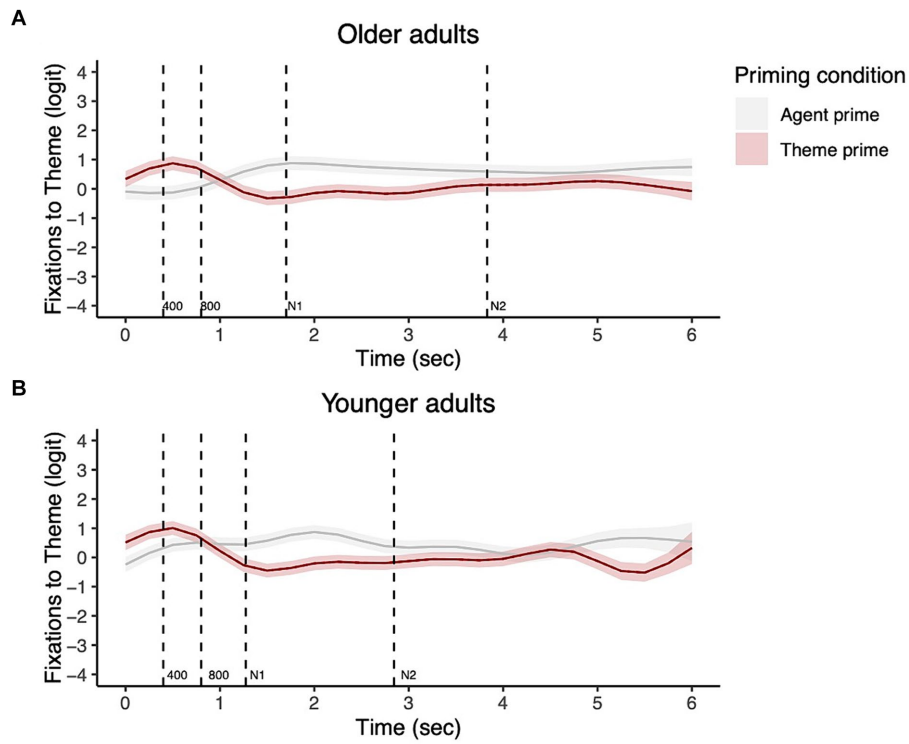 A
Older adults
Fixations to Theme (logit)
4
3
2
1
0
−1
−2
−3
−4
400
800
N1
N2
0 1 2 3 4 5 6
Time (sec)
Priming condition
Agent prime
Theme prime
B
Younger adults
Fixations to Theme (logit)
4
3
2
1
0
−1
−2
−3
−4
400
800
N1
N2
0 1 2 3 4 5 6
Time (sec)